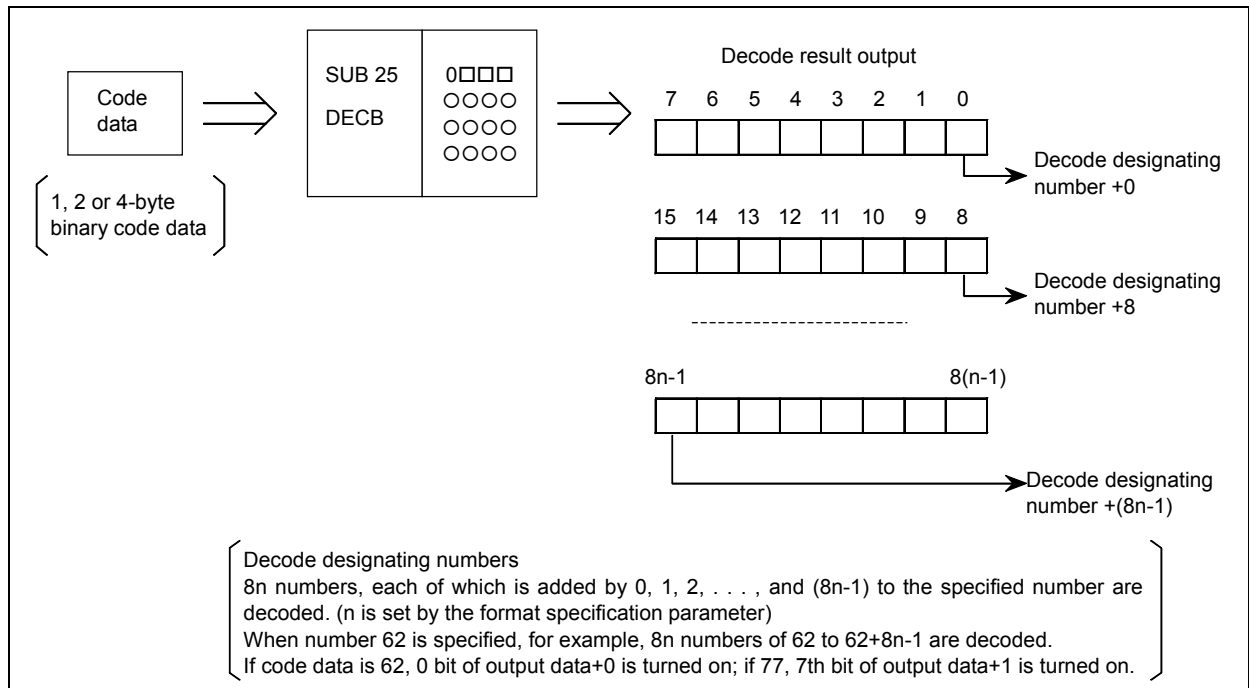 Decode result output
Code
data
SUB 25
DECB
0□□□
○○○○
○○○○
○○○○
1, 2 or 4-byte
binary code data
7 6 5 4 3 2 1 0
Decode designating
number +0
15 14 13 12 11 10 9 8
Decode designating
number +8
8n-1 8(n-1)
Decode designating
number +(8n-1)
Decode designating numbers
8n numbers, each of which is added by 0, 1, 2, . . . , and (8n-1) to the specified number are
decoded. (n is set by the format specification parameter)
When number 62 is specified, for example, 8n numbers of 62 to 62+8n-1 are decoded.
If code data is 62, 0 bit of output data+0 is turned on; if 77, 7th bit of output data+1 is turned on.